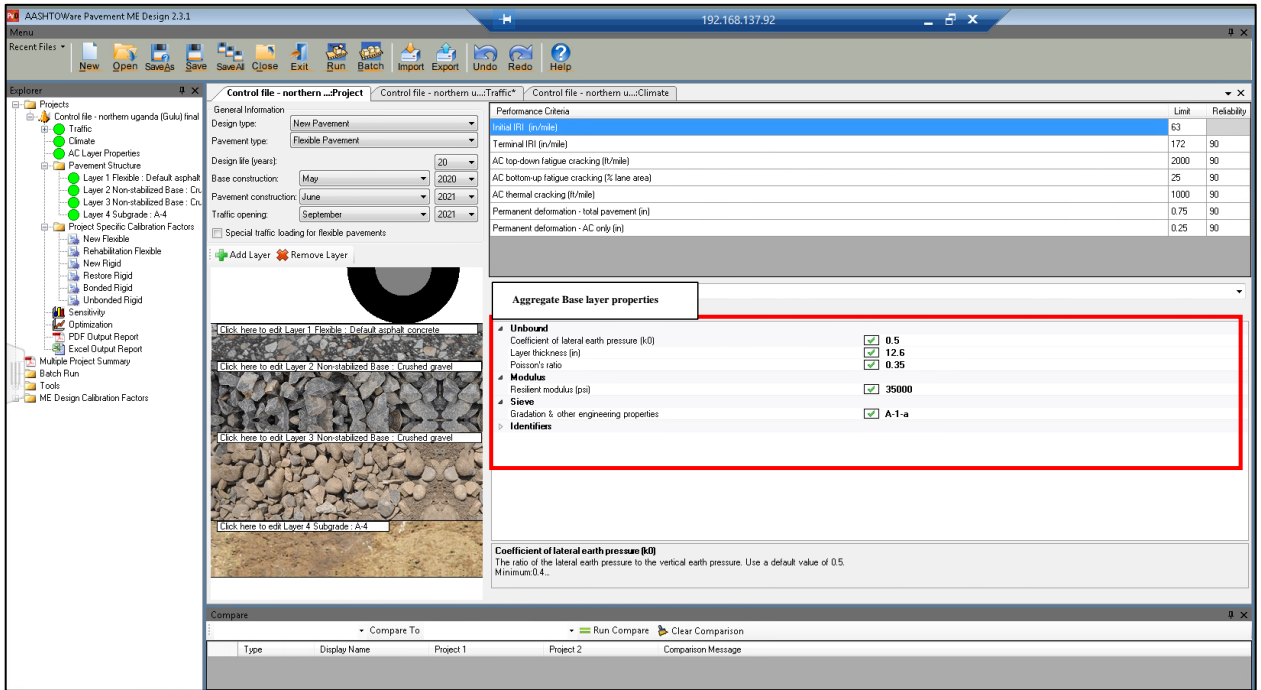 AASHTOWare Pavement ME Design 2.3.1
192.168.137.92
Menu
Recent Files
New Open SaveAs Save SaveAll Close Exit Run Batch Import Export Undo Redo Help
Explorer
Projects
Control file - northern uganda (Gulu) final
Traffic
Climate
AC Layer Properties
Pavement Structure
Layer 1 Flexible : Default asphalt
Layer 2 Non-stabilized Base : Cru
Layer 3 Non-stabilized Base : Cru
Layer 4 Subgrade : A-4
Project Specific Calibration Factors
New Flexible
Rehabilitation Flexible
New Rigid
Restore Rigid
Bonded Rigid
Unbonded Rigid
Sensitivity
Optimization
PDF Output Report
Excel Output Report
Multiple Project Summary
Batch Run
Tools
ME Design Calibration Factors
Control file - northern ...:Project Control file - northern u...:Traffic* Control file - northern u...:Climate
General Information
Design type: New Pavement
Pavement type: Flexible Pavement
Design life (years): 20
Base construction: May 2020
Pavement construction: June 2021
Traffic opening: September 2021
Special traffic loading for flexible pavements
Add Layer Remove Layer
Click here to edit Layer 1 Flexible : Default asphalt concrete
Click here to edit Layer 2 Non-stabilized Base : Crushed gravel
Click here to edit Layer 3 Non-stabilized Base : Crushed gravel
Click here to edit Layer 4 Subgrade : A-4
Performance Criteria Limit Reliability
Initial IRI (in/mile) 63
Terminal IRI (in/mile) 172 90
AC top-down fatigue cracking (ft/mile) 2000 90
AC bottom-up fatigue cracking (% lane area) 25 90
AC thermal cracking (ft/mile) 1000 90
Permanent deformation - total pavement (in) 0.75 90
Permanent deformation - AC only (in) 0.25 90
Aggregate Base layer properties
Unbound
Coefficient of lateral earth pressure (k0) 0.5
Layer thickness (in) 12.6
Poisson's ratio 0.35
Modulus
Resilient modulus (psi) 35000
Sieve
Gradation & other engineering properties A-1-a
Identifiers
Coefficient of lateral earth pressure (k0)
The ratio of the lateral earth pressure to the vertical earth pressure. Use a default value of 0.5.
Minimum:0.4...
Compare
Compare To Run Compare Clear Comparison
Type Display Name Project 1 Project 2 Comparison Message